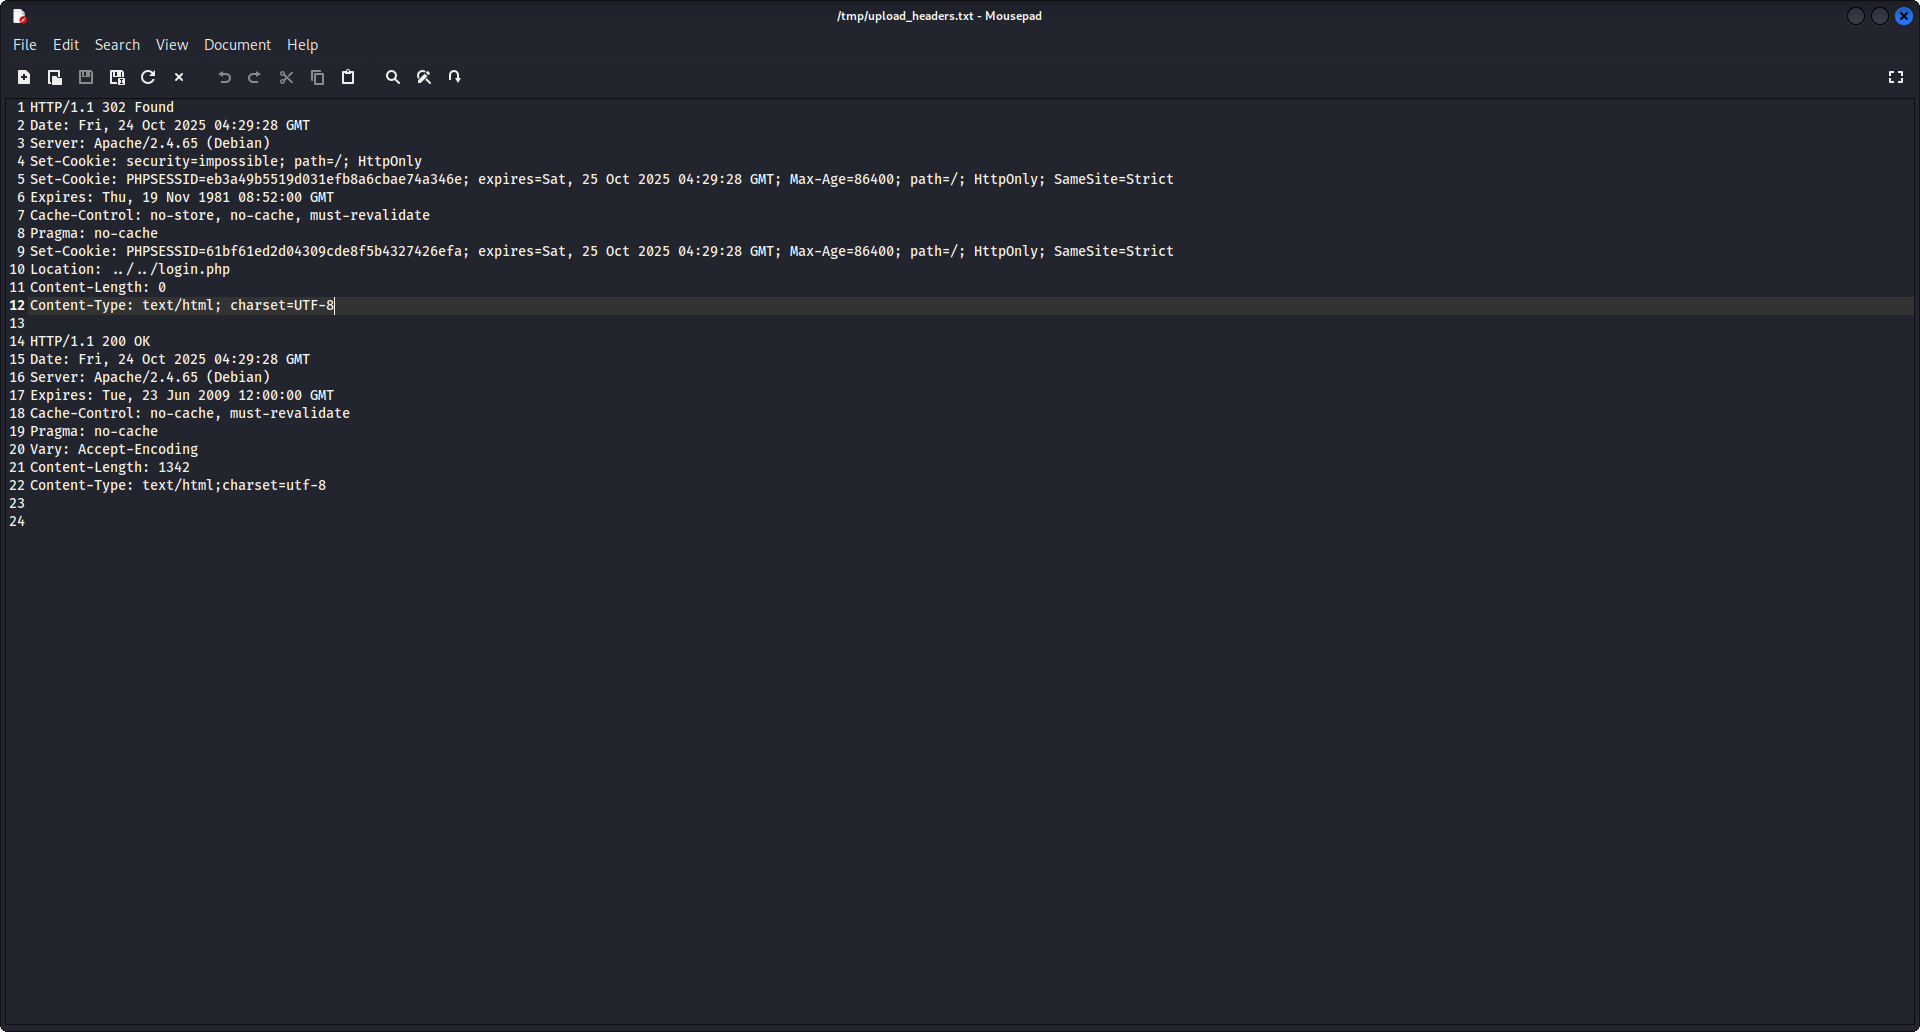 /tmp/upload_headers.txt - Mousepad
File Edit Search View Document Help
1 HTTP/1.1 302 Found
2 Date: Fri, 24 Oct 2025 04:29:28 GMT
3 Server: Apache/2.4.65 (Debian)
4 Set-Cookie: security=impossible; path=/; HttpOnly
5 Set-Cookie: PHPSESSID=eb3a49b5519d031efb8a6cbae74a346e; expires=Sat, 25 Oct 2025 04:29:28 GMT; Max-Age=86400; path=/; HttpOnly; SameSite=Strict
6 Expires: Thu, 19 Nov 1981 08:52:00 GMT
7 Cache-Control: no-store, no-cache, must-revalidate
8 Pragma: no-cache
9 Set-Cookie: PHPSESSID=61bf61ed2d04309cde8f5b4327426efa; expires=Sat, 25 Oct 2025 04:29:28 GMT; Max-Age=86400; path=/; HttpOnly; SameSite=Strict
10 Location: ../../login.php
11 Content-Length: 0
12 Content-Type: text/html; charset=UTF-8
13
14 HTTP/1.1 200 OK
15 Date: Fri, 24 Oct 2025 04:29:28 GMT
16 Server: Apache/2.4.65 (Debian)
17 Expires: Tue, 23 Jun 2009 12:00:00 GMT
18 Cache-Control: no-cache, must-revalidate
19 Pragma: no-cache
20 Vary: Accept-Encoding
21 Content-Length: 1342
22 Content-Type: text/html;charset=utf-8
23
24